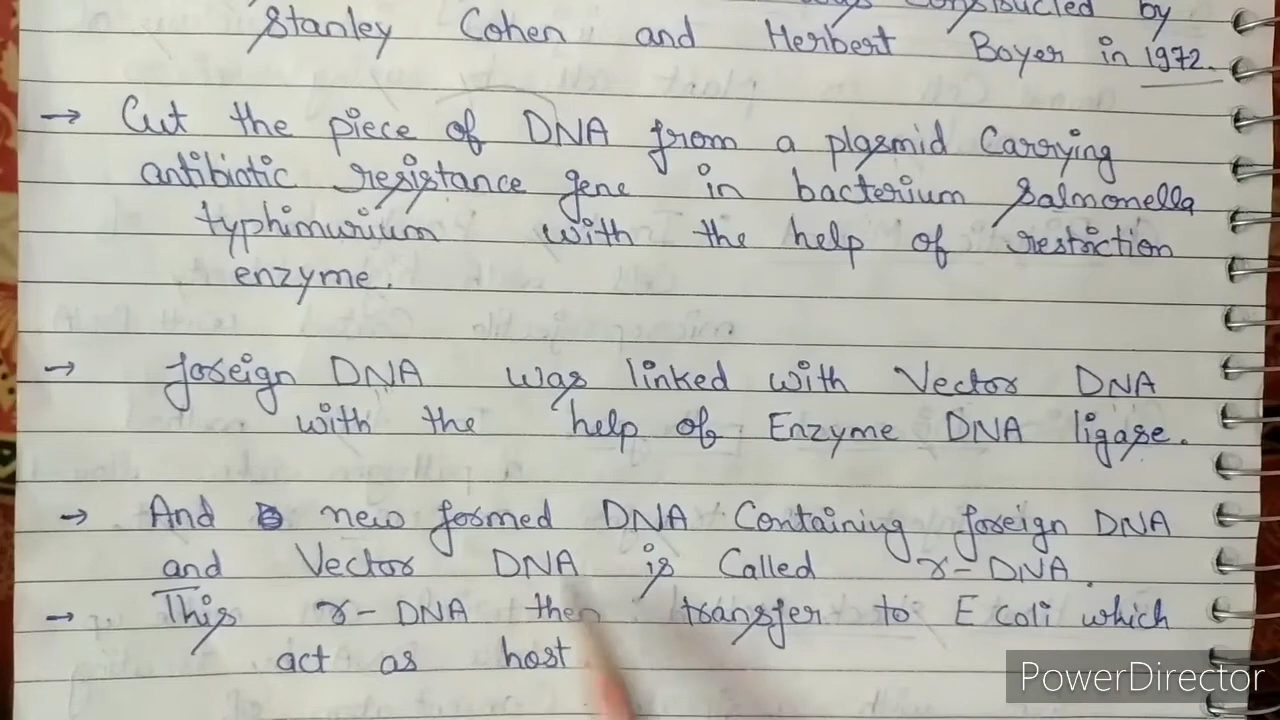 constructed by
Stanley Cohen and Herbert Boyer in 1972.
→ Cut the piece of DNA from a plasmid Carrying
antibiotic resistance gene in bacterium Salmonella
typhimurium with the help of restriction
enzyme.
→ foreign DNA was linked with Vector DNA
with the help of Enzyme DNA ligase.
→ And new formed DNA Containing foreign DNA
and Vector DNA is Called r-DNA.
→ This r-DNA then transfer to E coli which
act as host
PowerDirector